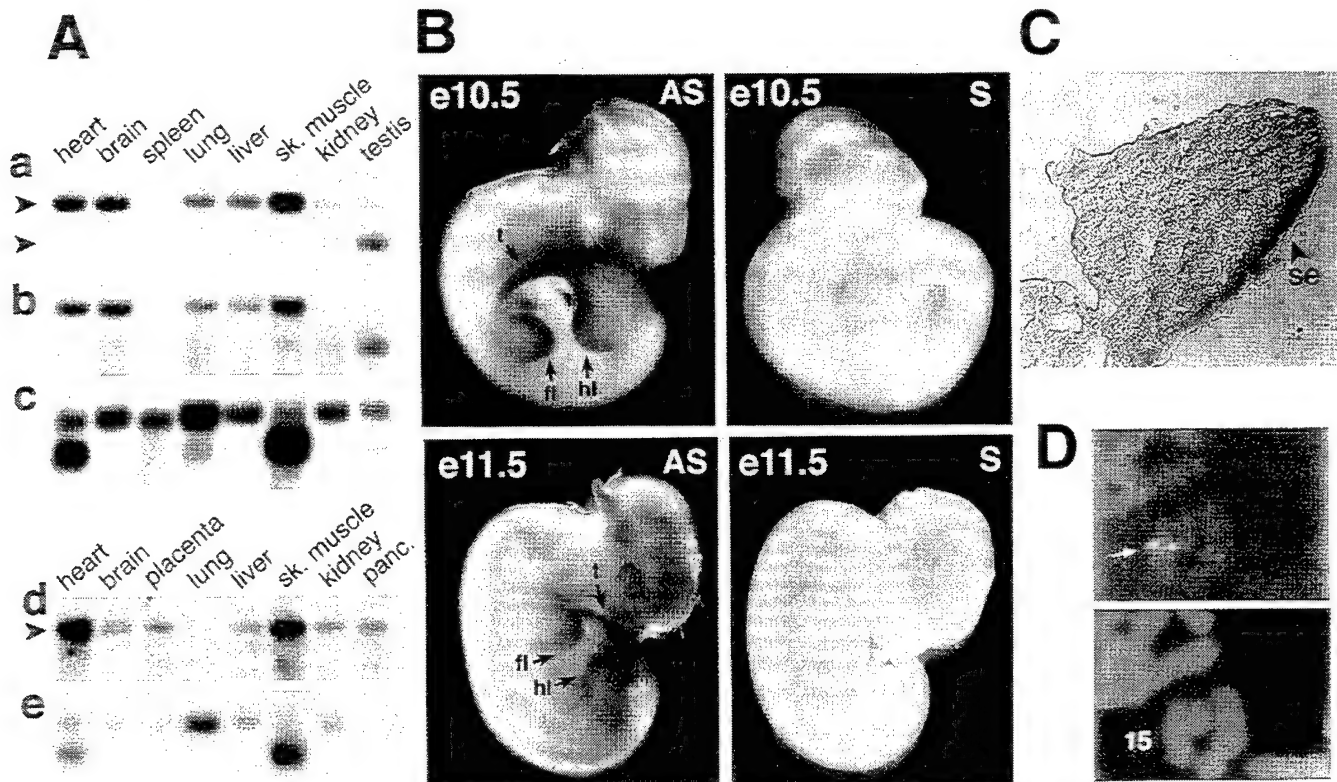 A
heart brain spleen lung liver sk. muscle kidney testis
a
b
c
heart brain placenta lung liver sk. muscle kidney panc.
d
e
B
e10.5 AS
t
fl hl
e10.5 S
e11.5 AS
t
fl
hl
e11.5 S
C
se
D
15